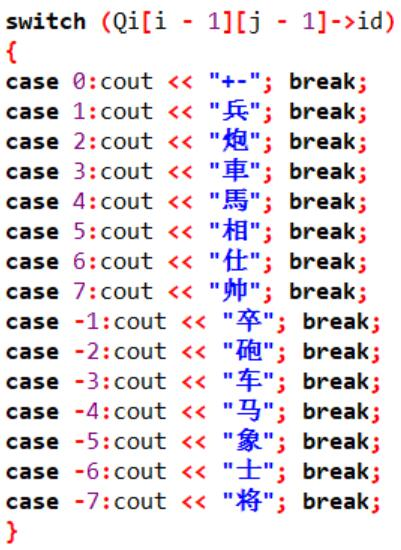 switch (Qi[i - 1][j - 1]->id)
{
case 0:cout << "+-"; break;
case 1:cout << "兵"; break;
case 2:cout << "炮"; break;
case 3:cout << "車"; break;
case 4:cout << "馬"; break;
case 5:cout << "相"; break;
case 6:cout << "仕"; break;
case 7:cout << "帅"; break;
case -1:cout << "卒"; break;
case -2:cout << "砲"; break;
case -3:cout << "车"; break;
case -4:cout << "马"; break;
case -5:cout << "象"; break;
case -6:cout << "士"; break;
case -7:cout << "将"; break;
}